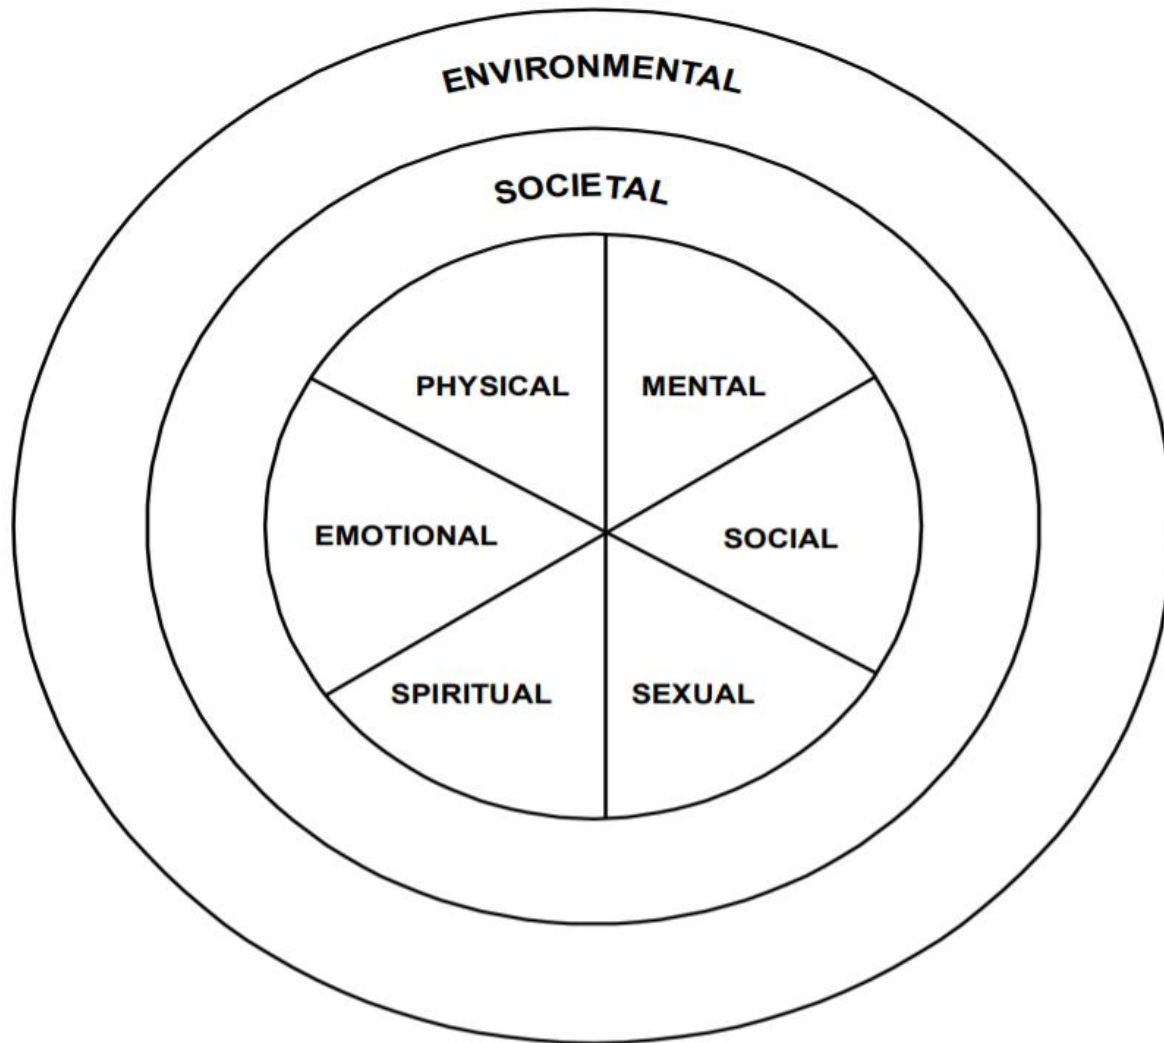 ENVIRONMENTAL
SOCIETAL
PHYSICAL
MENTAL
EMOTIONAL
SOCIAL
SPIRITUAL
SEXUAL